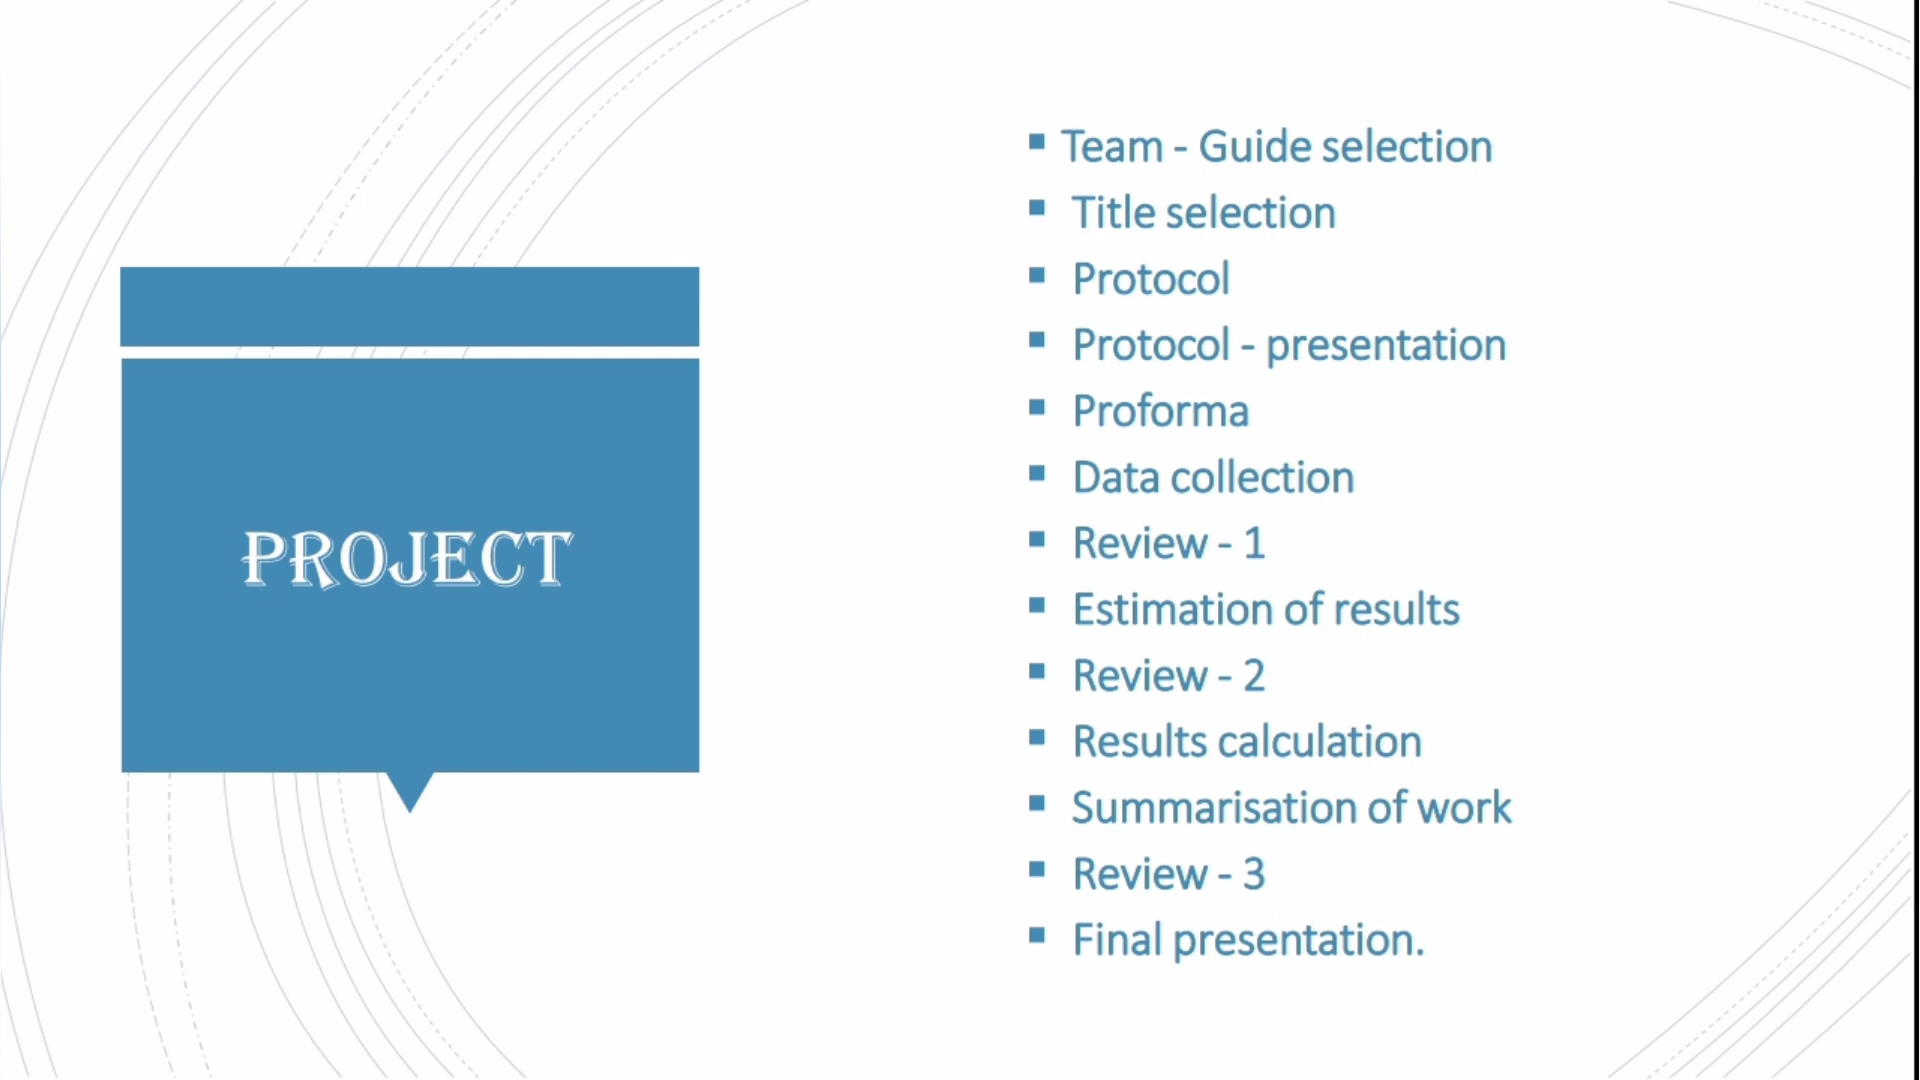 PROJECT
Team - Guide selection
Title selection
Protocol
Protocol - presentation
Proforma
Data collection
Review - 1
Estimation of results
Review - 2
Results calculation
Summarisation of work
Review - 3
Final presentation.